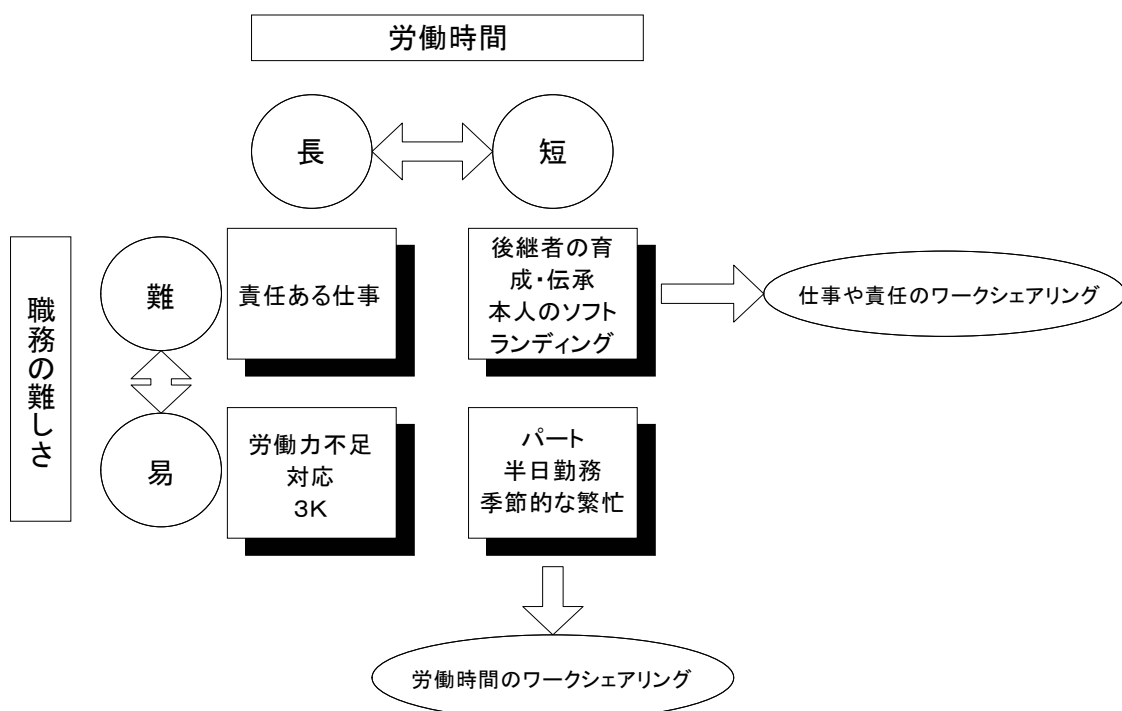 労働時間
長
短
職務の難しさ
難
責任ある仕事
後継者の育
成・伝承
本人のソフト
ランディング
仕事や責任のワークシェアリング
易
労働力不足
対応
3K
パート
半日勤務
季節的な繁忙
労働時間のワークシェアリング